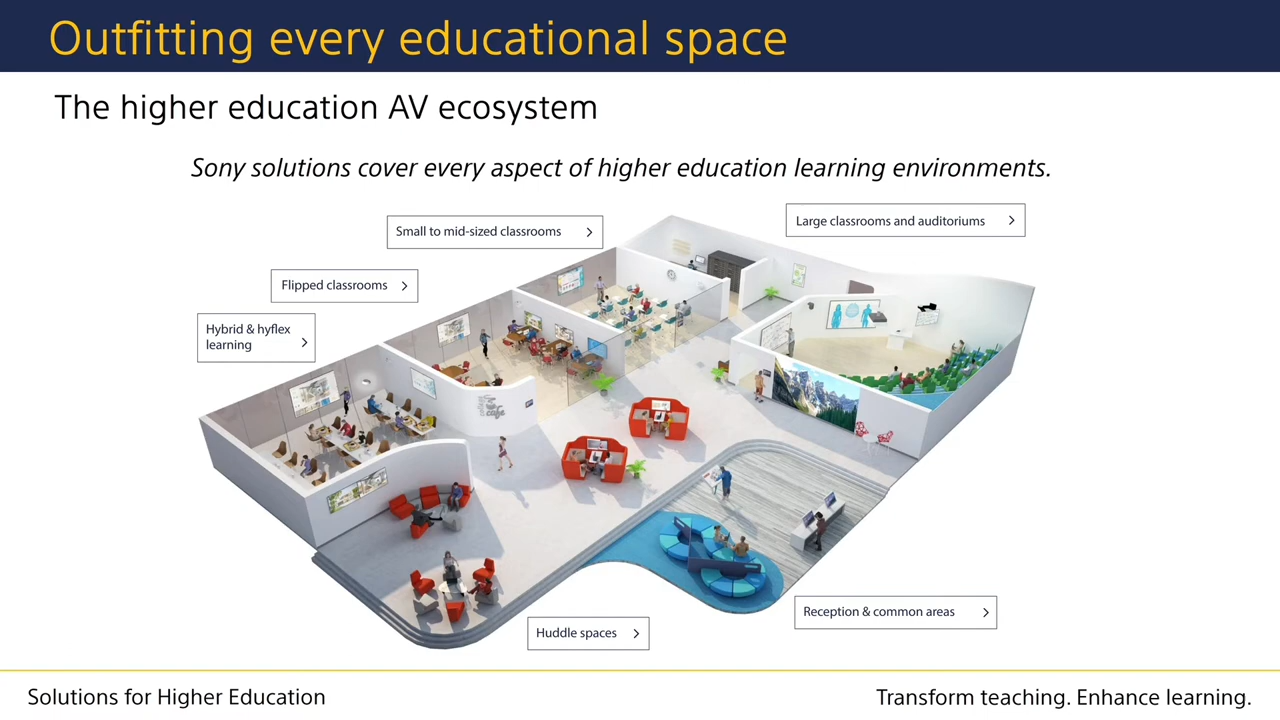 Outfitting every educational space
The higher education AV ecosystem
Sony solutions cover every aspect of higher education learning environments.
Small to mid-sized classrooms
Large classrooms and auditoriums
Flipped classrooms
Hybrid & hyflex
learning
cafe
Reception & common areas
Huddle spaces
Solutions for Higher Education
Transform teaching. Enhance learning.